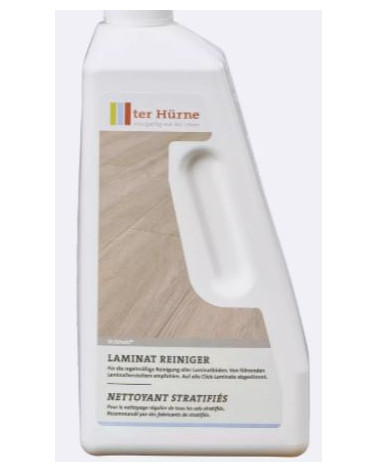 ter Hürne
LAMINAT REINIGER
Für die regelmäßige Reinigung aller Laminatböden. Von führenden
Laminatherstellern empfohlen. Auf alle Click Laminate abgestimmt.
NETTOYANT STRATIFIÉS
Pour le nettoyage régulier de tous les sols stratifiés.
Recommandé par des fabricants de stratifiés.